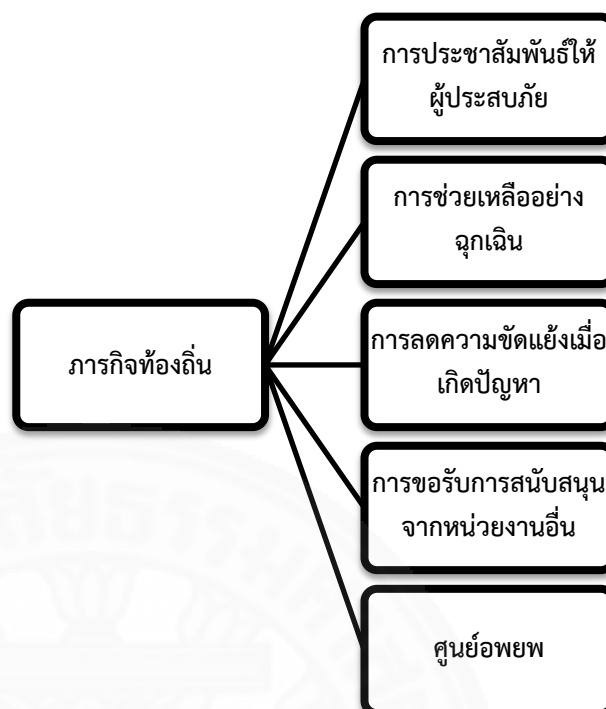 การประชาสัมพันธ์ให้
ผู้ประสบภัย
การช่วยเหลืออย่าง
ฉุกเฉิน
ภารกิจท้องถิ่น
การลดความขัดแย้งเมื่อ
เกิดปัญหา
การขอรับการสนับสนุน
จากหน่วยงานอื่น
ศูนย์อพยพ